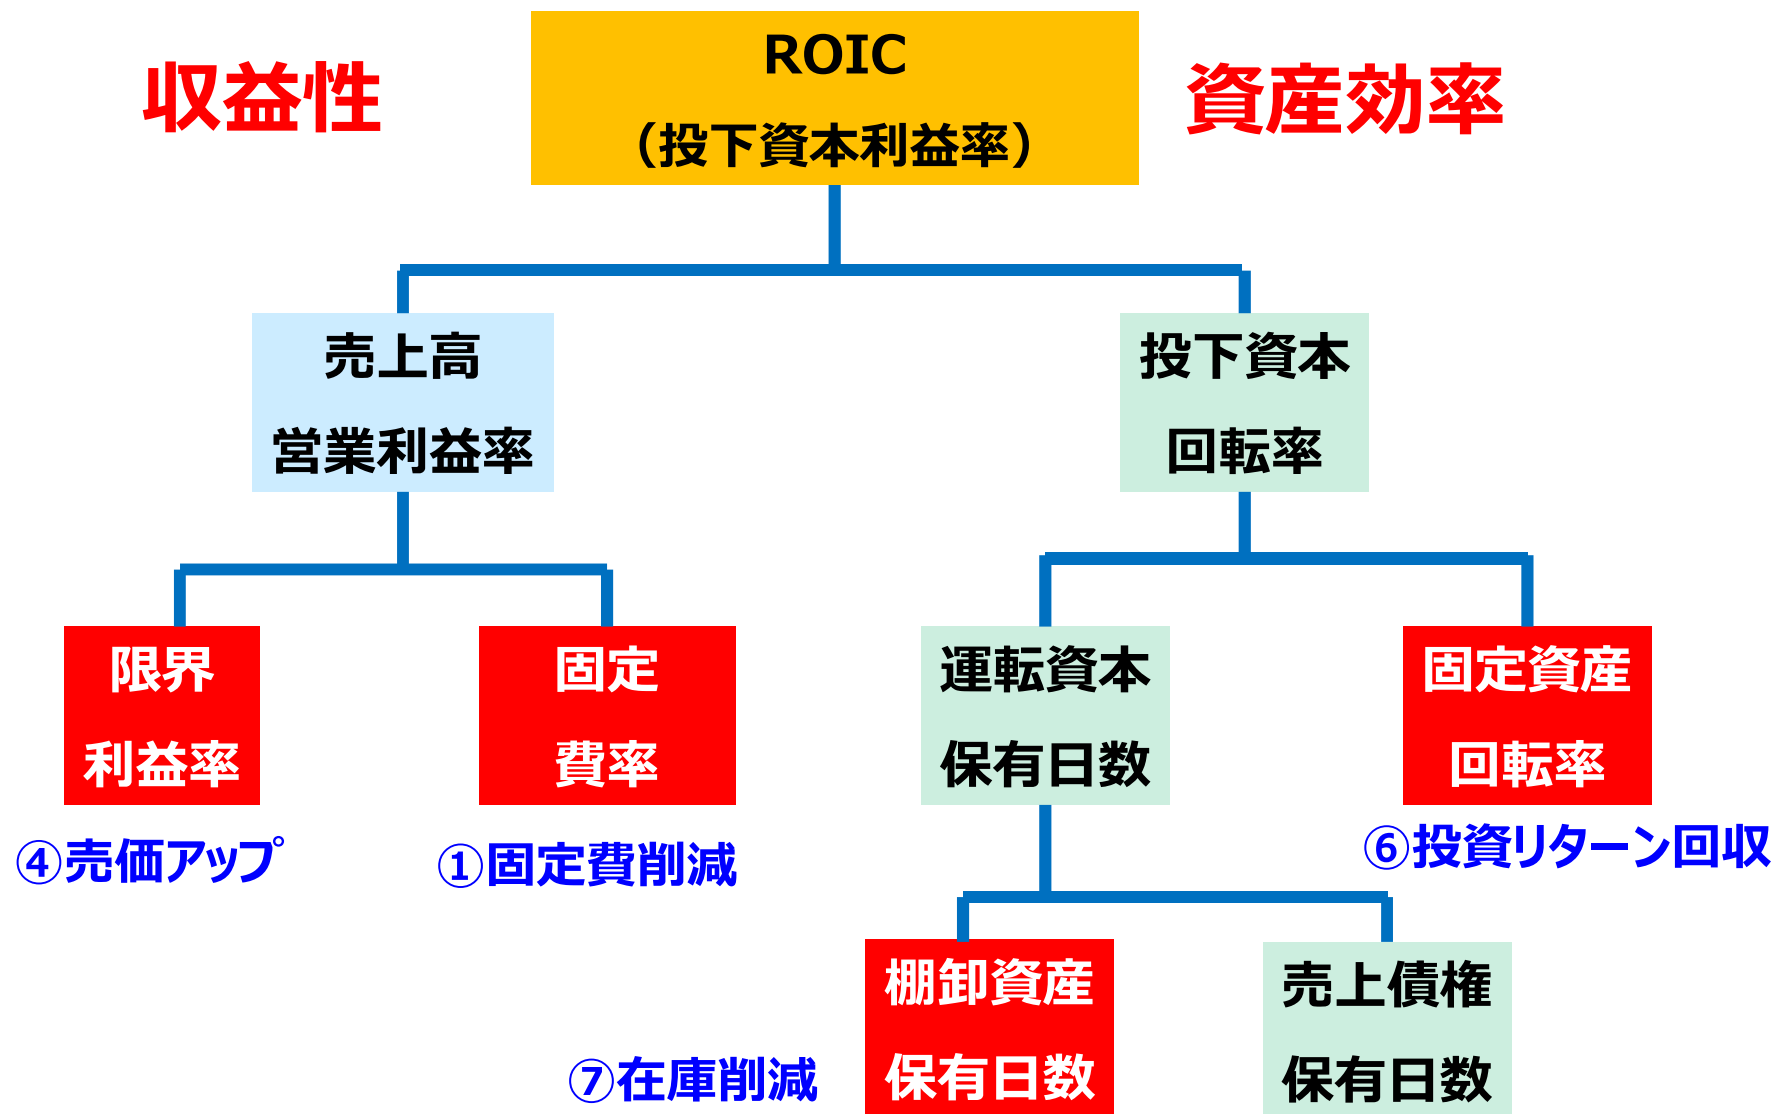 収益性
ROIC
（投下資本利益率）
資産効率
売上高
営業利益率
投下資本
回転率
限界
利益率
固定
費率
運転資本
保有日数
固定資産
回転率
④売価アップ
①固定費削減
⑥投資リターン回収
棚卸資産
保有日数
売上債権
保有日数
⑦在庫削減